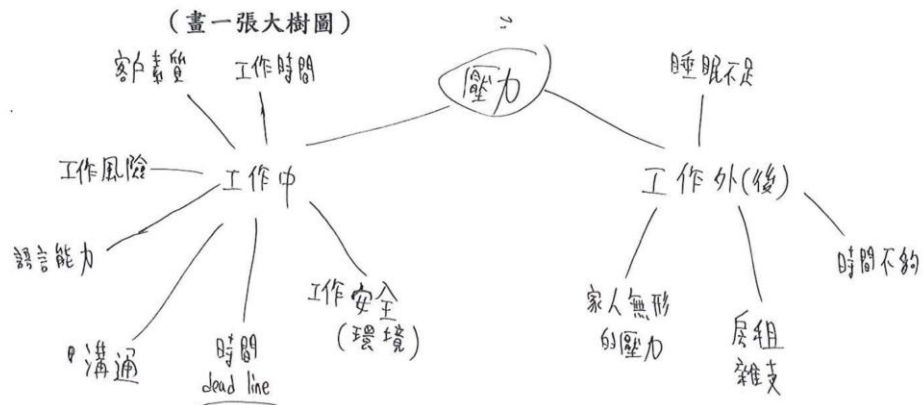 (畫一張大樹圖)
壓力
客戶素質
工作時間
睡眠不足
工作風險
工作中
工作外(後)
語言能力
時間不夠
工作安全
(環境)
家人無形
的壓力
房租
雜支
溝通
時間
dead line